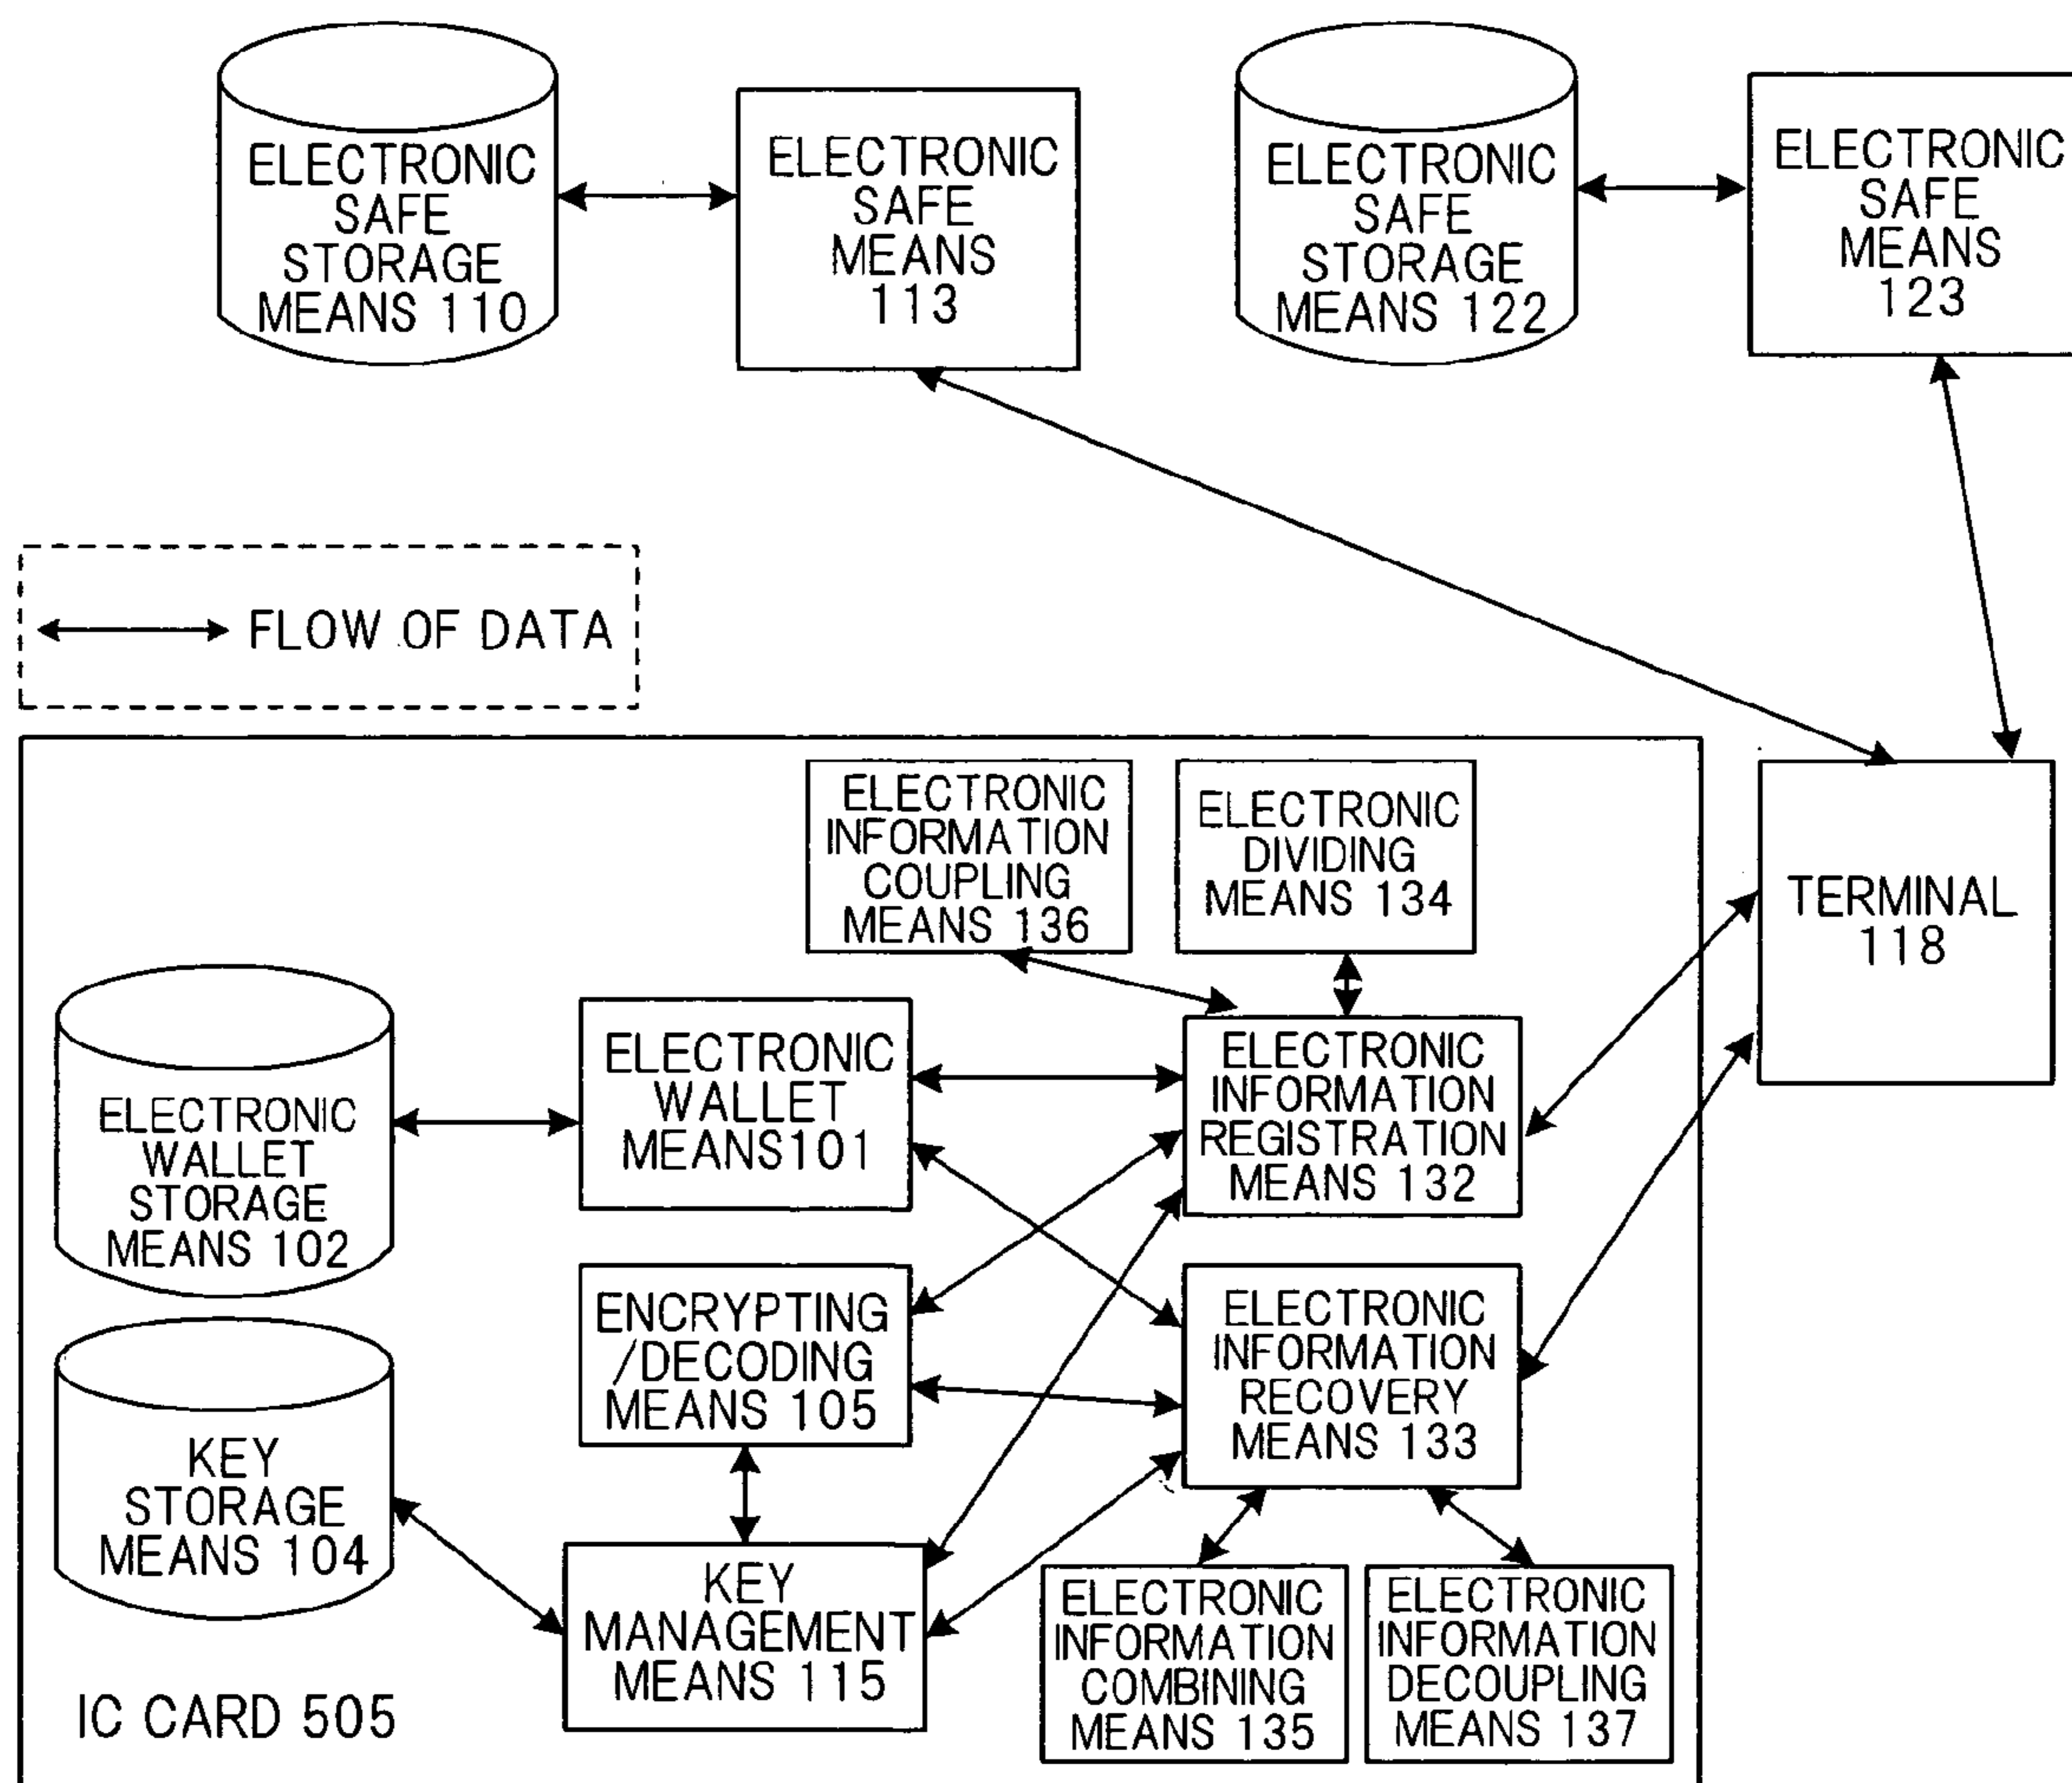 ELECTRONIC
SAFE
STORAGE
MEANS 110
ELECTRONIC
SAFE
MEANS
113
ELECTRONIC
SAFE
STORAGE
MEANS 122
ELECTRONIC
SAFE
MEANS
123
FLOW OF DATA
ELECTRONIC
INFORMATION
COUPLING
MEANS 136
ELECTRONIC
DIVIDING
MEANS 134
TERMINAL
118
ELECTRONIC
WALLET
STORAGE
MEANS 102
ELECTRONIC
WALLET
MEANS101
ELECTRONIC
INFORMATION
REGISTRATION
MEANS 132
KEY
STORAGE
MEANS 104
ENCRYPTING
/DECODING
MEANS 105
ELECTRONIC
INFORMATION
RECOVERY
MEANS 133
KEY
MANAGEMENT
MEANS 115
ELECTRONIC
INFORMATION
COMBINING
MEANS 135
ELECTRONIC
INFORMATION
DECOUPLING
MEANS 137
IC CARD 505